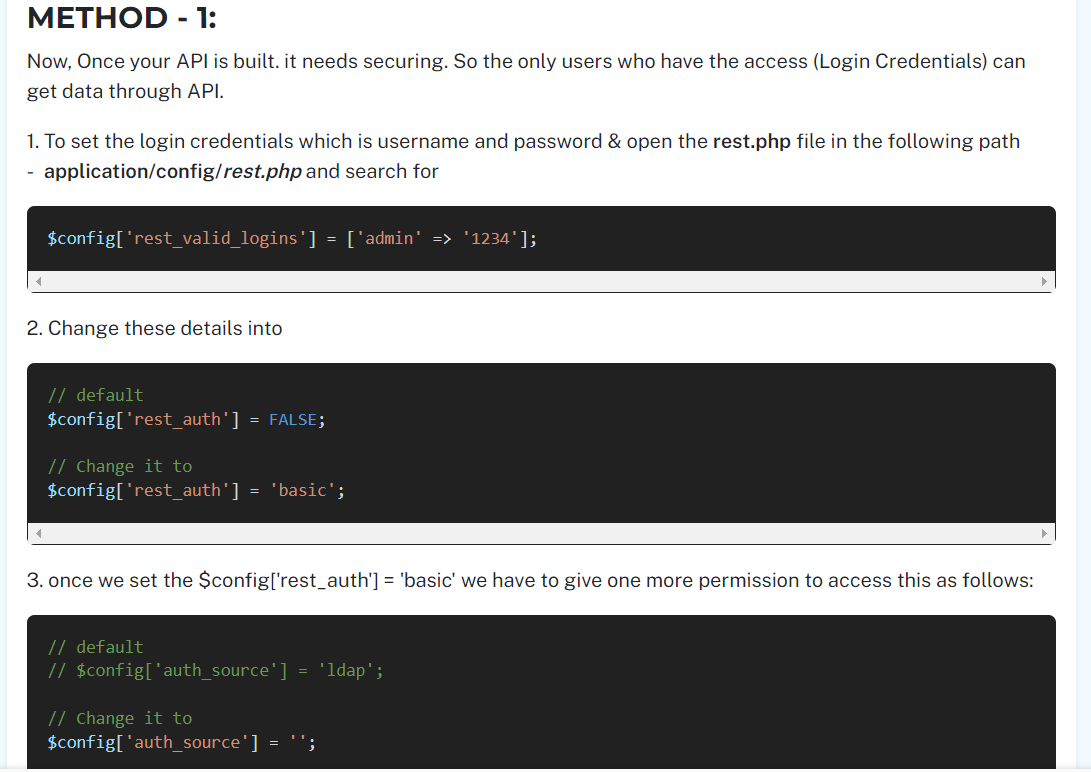 METHOD - 1:
Now, Once your API is built. it needs securing. So the only users who have the access (Login Credentials) can
get data through API.
1. To set the login credentials which is username and password & open the rest.php file in the following path
- application/config/rest.php and search for
$config['rest_valid_logins'] = ['admin' => '1234'];
2. Change these details into
// default
$config['rest_auth'] = FALSE;
// Change it to
$config['rest_auth'] = 'basic';
3. once we set the $config['rest_auth'] = 'basic' we have to give one more permission to access this as follows:
// default
// $config['auth_source'] = 'ldap';
// Change it to
$config['auth_source'] = '';